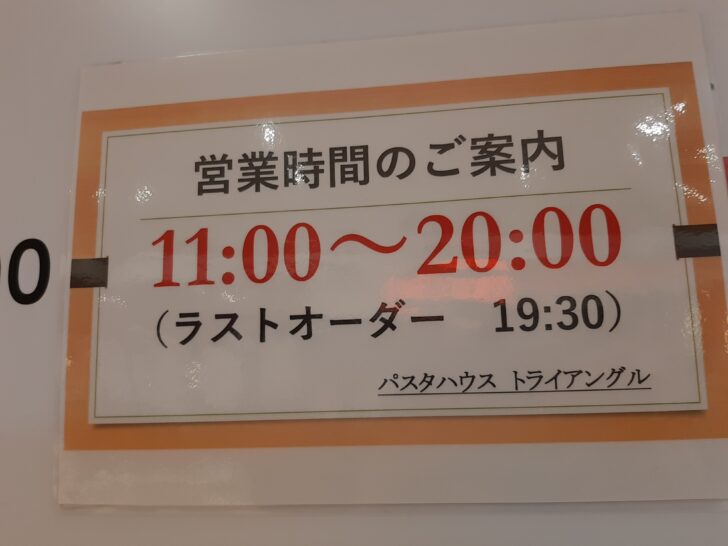 営業時間のご案内
11:00～20:00
（ラストオーダー　19:30）
パスタハウス トライアングル